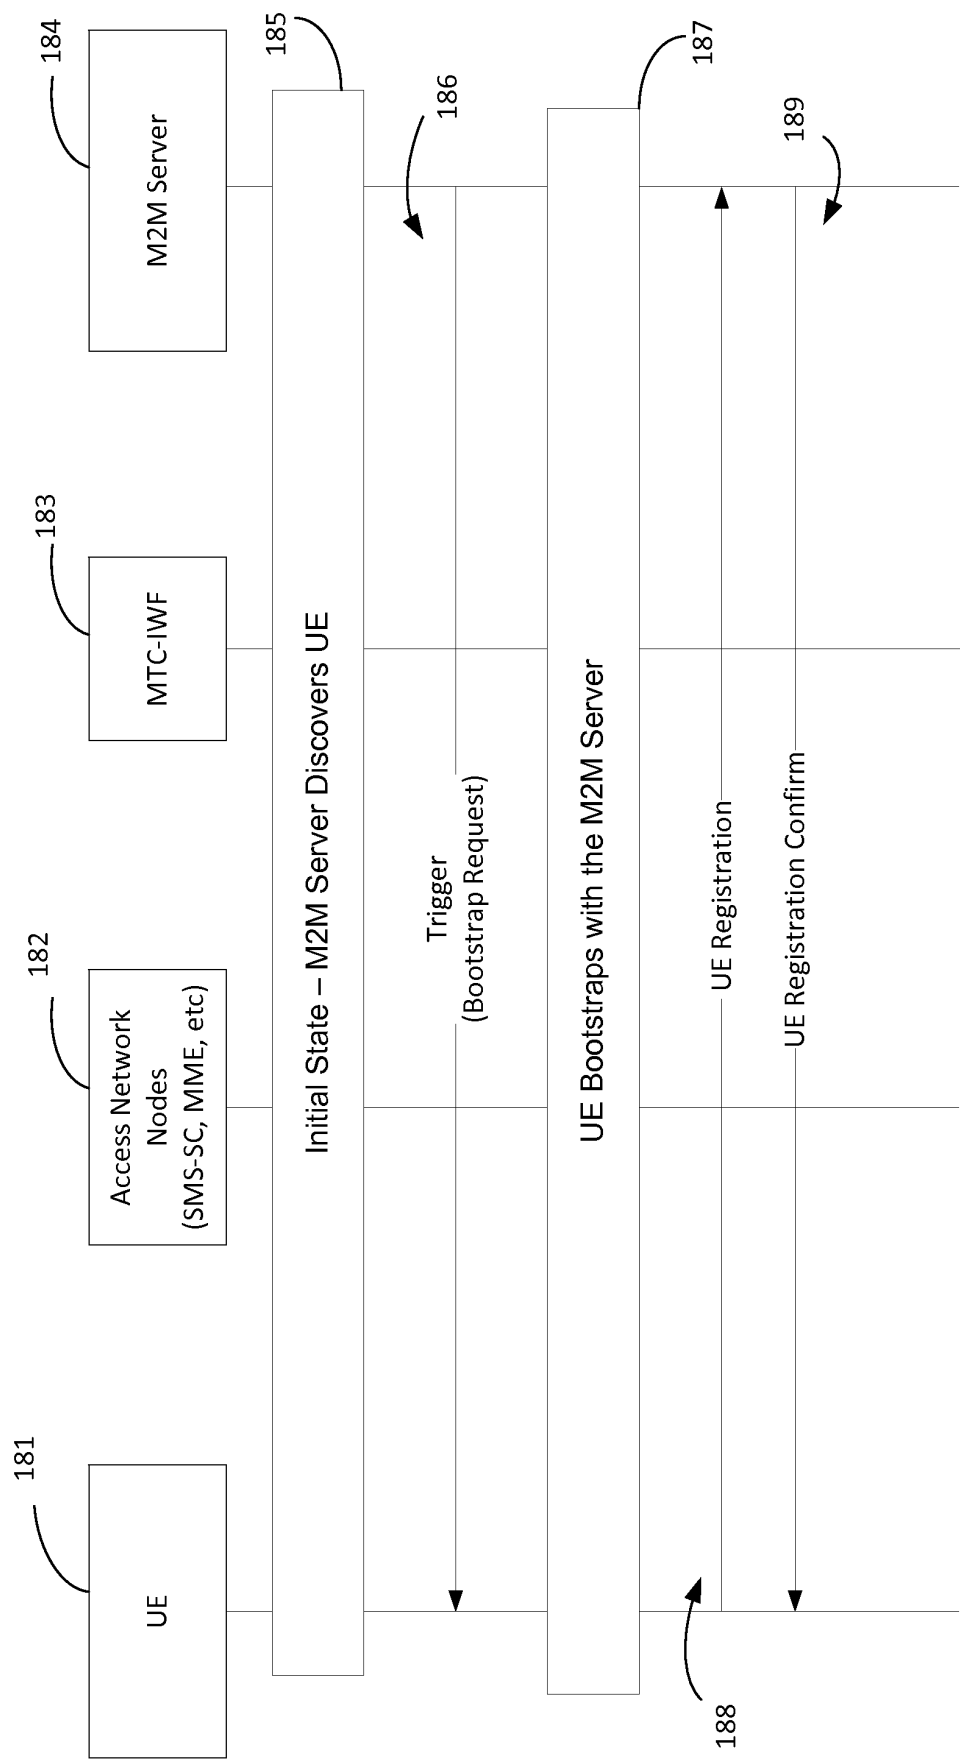 181
182
183
184
UE
Access Network
Nodes
(SMS-SC, MME, etc)
MTC-IWF
M2M Server
185
Initial State – M2M Server Discovers UE
186
Trigger
(Bootstrap Request)
187
UE Bootstraps with the M2M Server
188
UE Registration
189
UE Registration Confirm